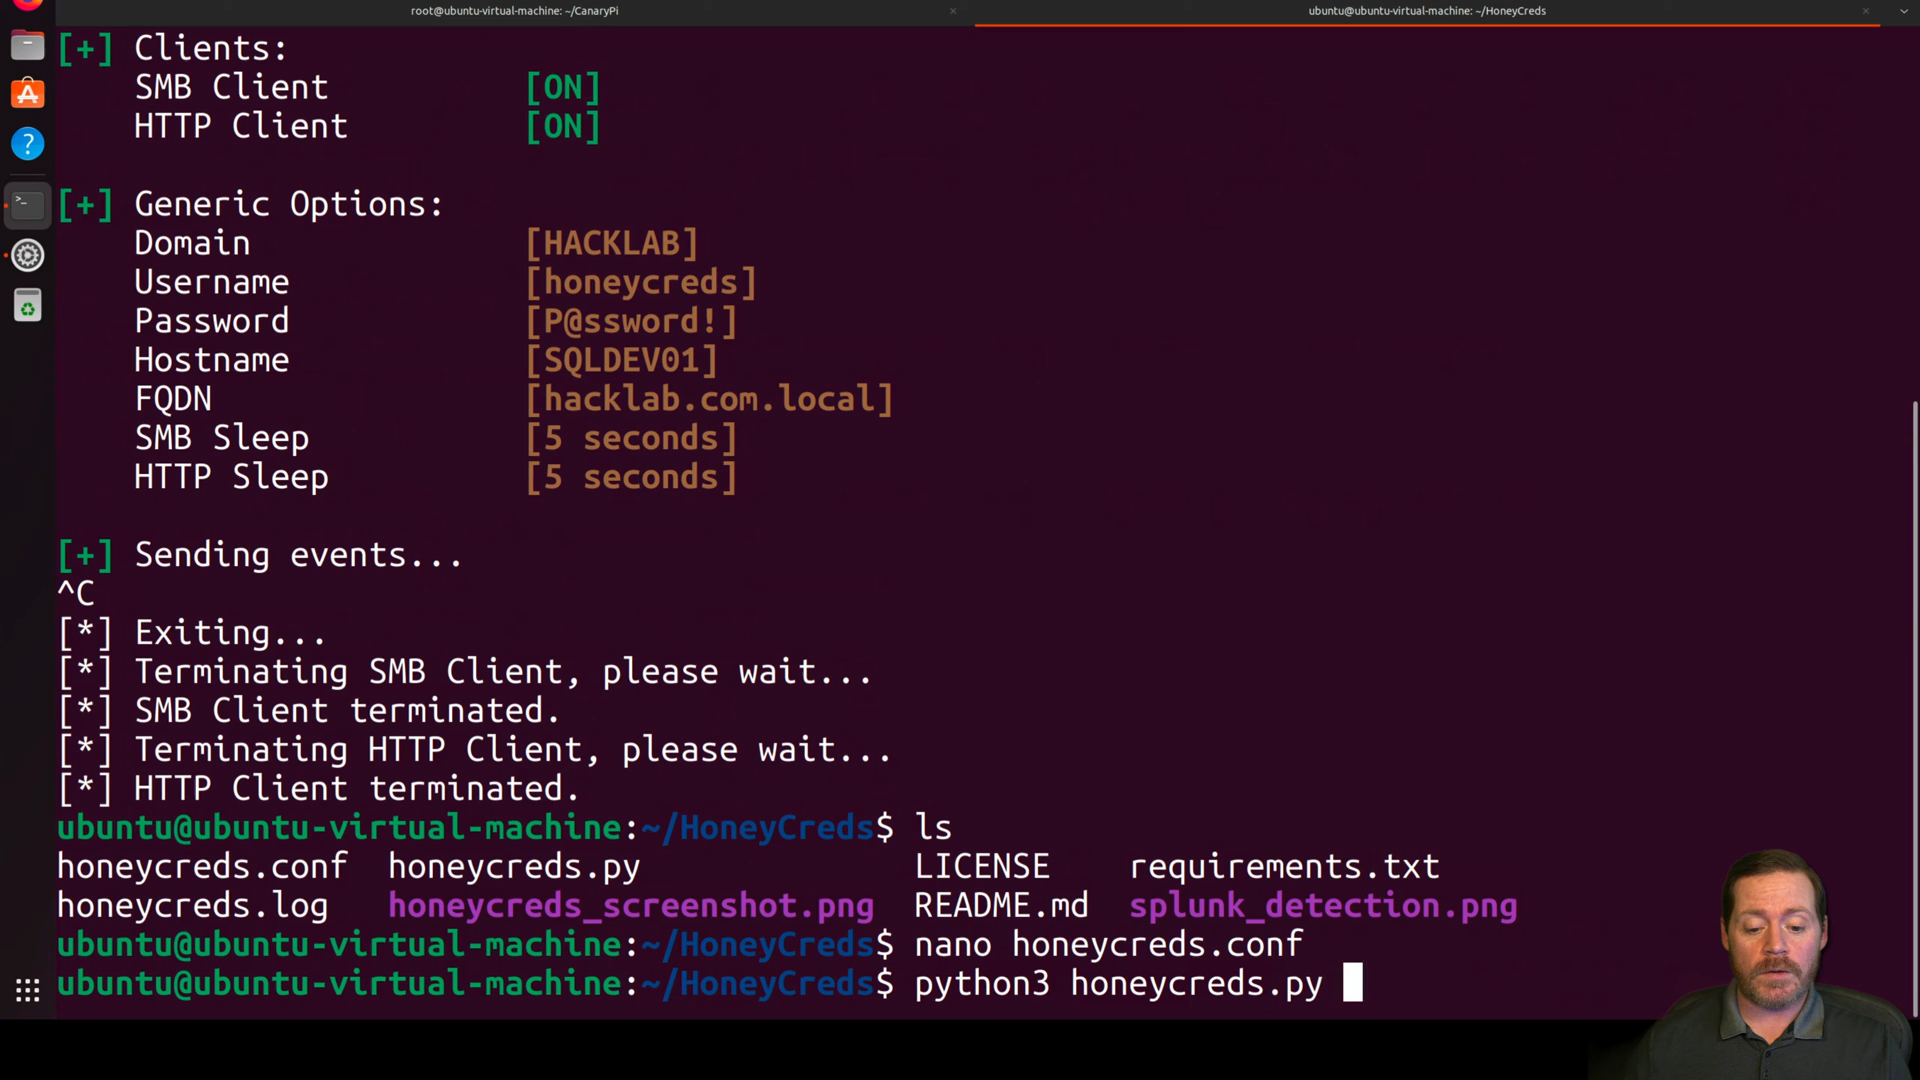 root@ubuntu-virtual-machine: ~/CanaryPi
ubuntu@ubuntu-virtual-machine: ~/HoneyCreds
[+] Clients:
SMB Client [ON]
HTTP Client [ON]
[+] Generic Options:
Domain [HACKLAB]
Username [honeycreds]
Password [P@ssword!]
Hostname [SQLDEV01]
FQDN [hacklab.com.local]
SMB Sleep [5 seconds]
HTTP Sleep [5 seconds]
[+] Sending events...
^C
[*] Exiting...
[*] Terminating SMB Client, please wait...
[*] SMB Client terminated.
[*] Terminating HTTP Client, please wait...
[*] HTTP Client terminated.
ubuntu@ubuntu-virtual-machine:~/HoneyCreds$ ls
honeycreds.conf honeycreds.py LICENSE requirements.txt
honeycreds.log honeycreds_screenshot.png README.md splunk_detection.png
ubuntu@ubuntu-virtual-machine:~/HoneyCreds$ nano honeycreds.conf
ubuntu@ubuntu-virtual-machine:~/HoneyCreds$ python3 honeycreds.py